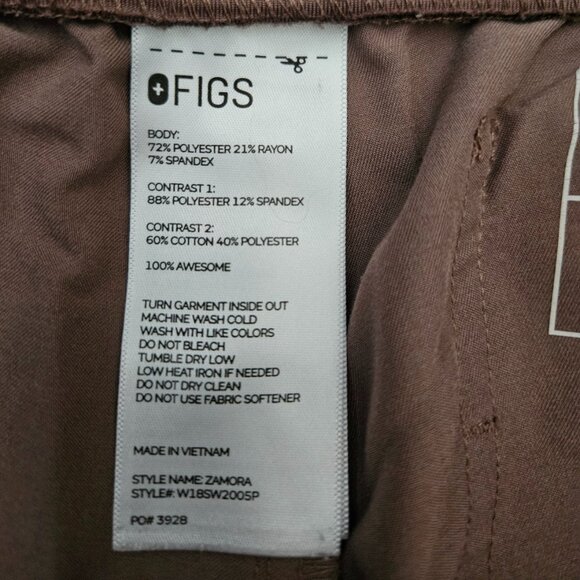 FIGS
BODY:
72% POLYESTER 21% RAYON
7% SPANDEX
CONTRAST 1:
88% POLYESTER 12% SPANDEX
CONTRAST 2:
60% COTTON 40% POLYESTER
100% AWESOME
TURN GARMENT INSIDE OUT
MACHINE WASH COLD
WASH WITH LIKE COLORS
DO NOT BLEACH
TUMBLE DRY LOW
LOW HEAT IRON IF NEEDED
DO NOT DRY CLEAN
DO NOT USE FABRIC SOFTENER
MADE IN VIETNAM
STYLE NAME: ZAMORA
STYLE#: W18SW2005P
PO# 3928